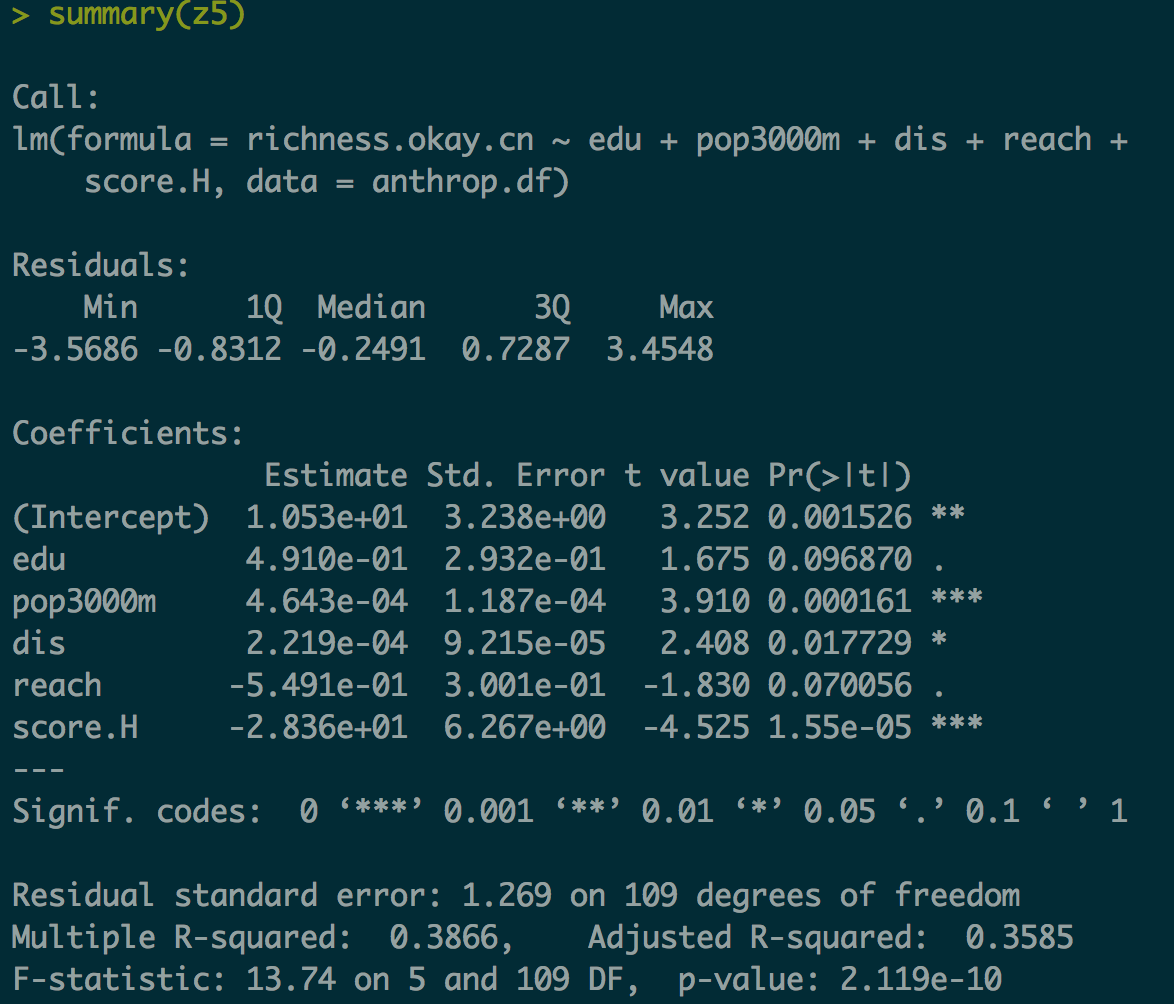 > summary(z5)
Call:
lm(formula = richness.okay.cn ~ edu + pop3000m + dis + reach +
    score.H, data = anthrop.df)
Residuals:
    Min      1Q  Median      3Q     Max
-3.5686 -0.8312 -0.2491  0.7287  3.4548
Coefficients:
              Estimate Std. Error t value Pr(>|t|)
(Intercept)  1.053e+01  3.238e+00   3.252 0.001526 **
edu          4.910e-01  2.932e-01   1.675 0.096870 .
pop3000m     4.643e-04  1.187e-04   3.910 0.000161 ***
dis          2.219e-04  9.215e-05   2.408 0.017729 *
reach       -5.491e-01  3.001e-01  -1.830 0.070056 .
score.H     -2.836e+01  6.267e+00  -4.525 1.55e-05 ***
---
Signif. codes:  0 ‘***’ 0.001 ‘**’ 0.01 ‘*’ 0.05 ‘.’ 0.1 ‘ ’ 1
Residual standard error: 1.269 on 109 degrees of freedom
Multiple R-squared:  0.3866,    Adjusted R-squared:  0.3585
F-statistic: 13.74 on 5 and 109 DF,  p-value: 2.119e-10